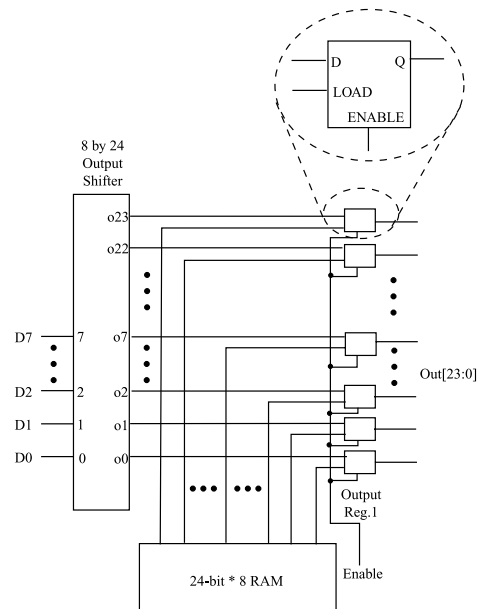 D Q
LOAD
ENABLE
8 by 24
Output
Shifter
o23
o22
D7 7 o7
D2 2 o2
D1 1 o1
D0 0 o0
Out[23:0]
Output
Reg.1
Enable
24-bit * 8 RAM